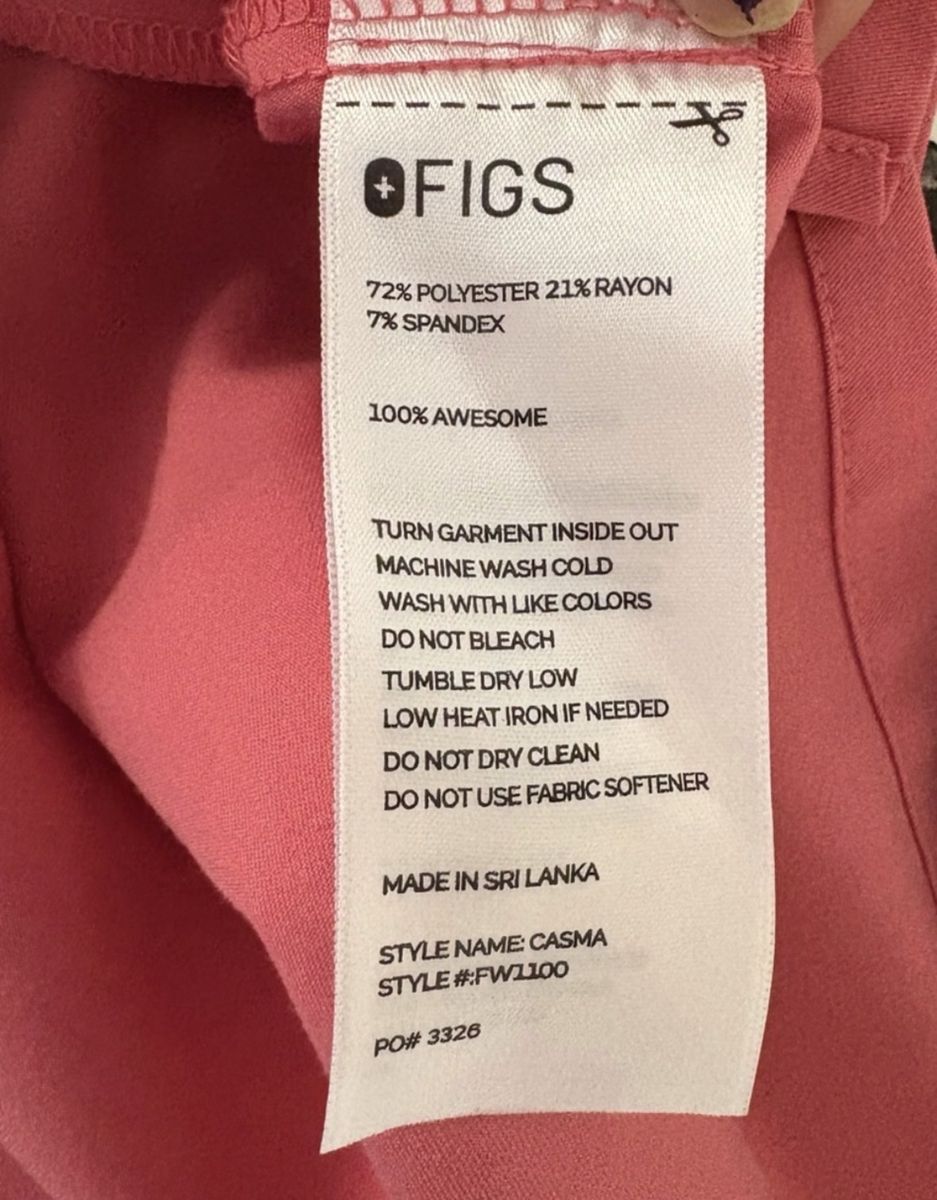 FIGS
72% POLYESTER 21% RAYON
7% SPANDEX
100% AWESOME
TURN GARMENT INSIDE OUT
MACHINE WASH COLD
WASH WITH LIKE COLORS
DO NOT BLEACH
TUMBLE DRY LOW
LOW HEAT IRON IF NEEDED
DO NOT DRY CLEAN
DO NOT USE FABRIC SOFTENER
MADE IN SRI LANKA
STYLE NAME: CASMA
STYLE #:FW1100
PO# 3326